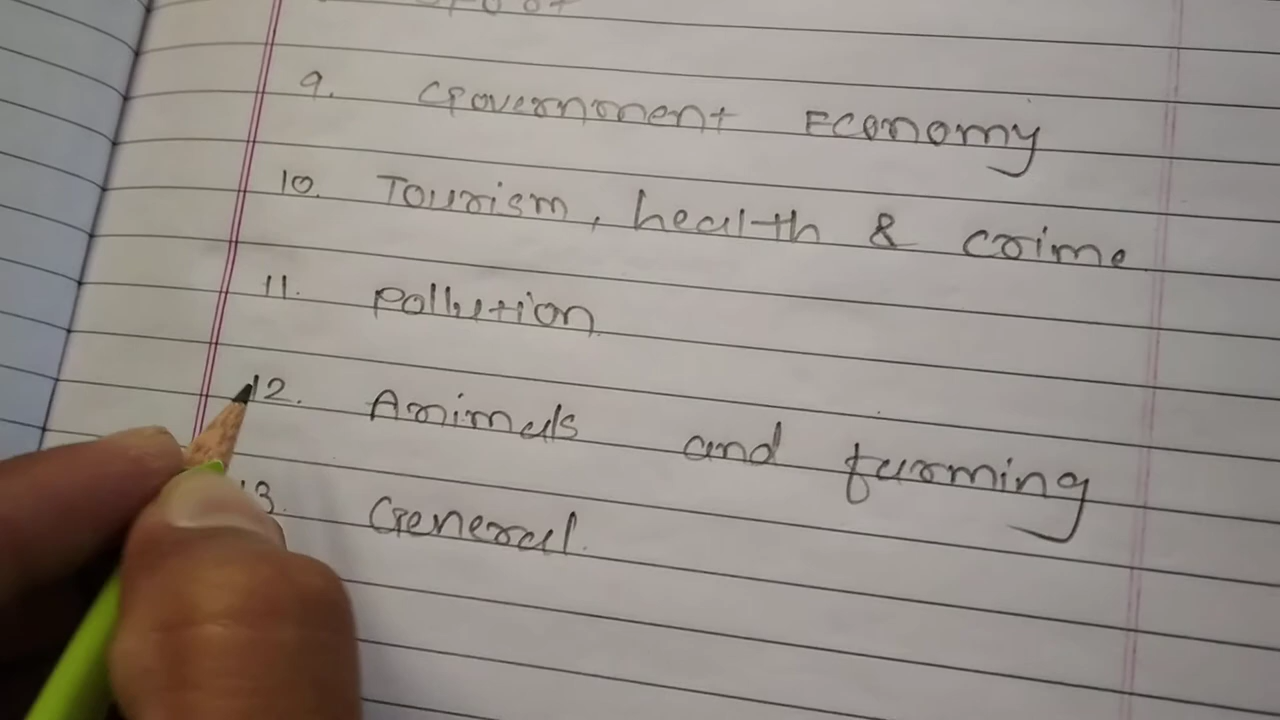 9. Government Economy
10. Tourism, health & crime
11. pollution
12. Animals and farming
13. General.